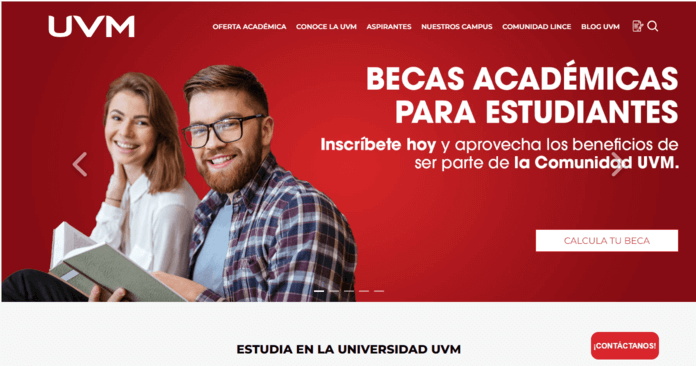 UVM
OFERTA ACADÉMICA CONOCE LA UVM ASPIRANTES NUESTROS CAMPUS COMUNIDAD LINCE BLOG UVM
BECAS ACADÉMICAS
PARA ESTUDIANTES
Inscríbete hoy y aprovecha los beneficios de
ser parte de la Comunidad UVM.
CALCULA TU BECA
ESTUDIA EN LA UNIVERSIDAD UVM
¡CONTÁCTANOS!